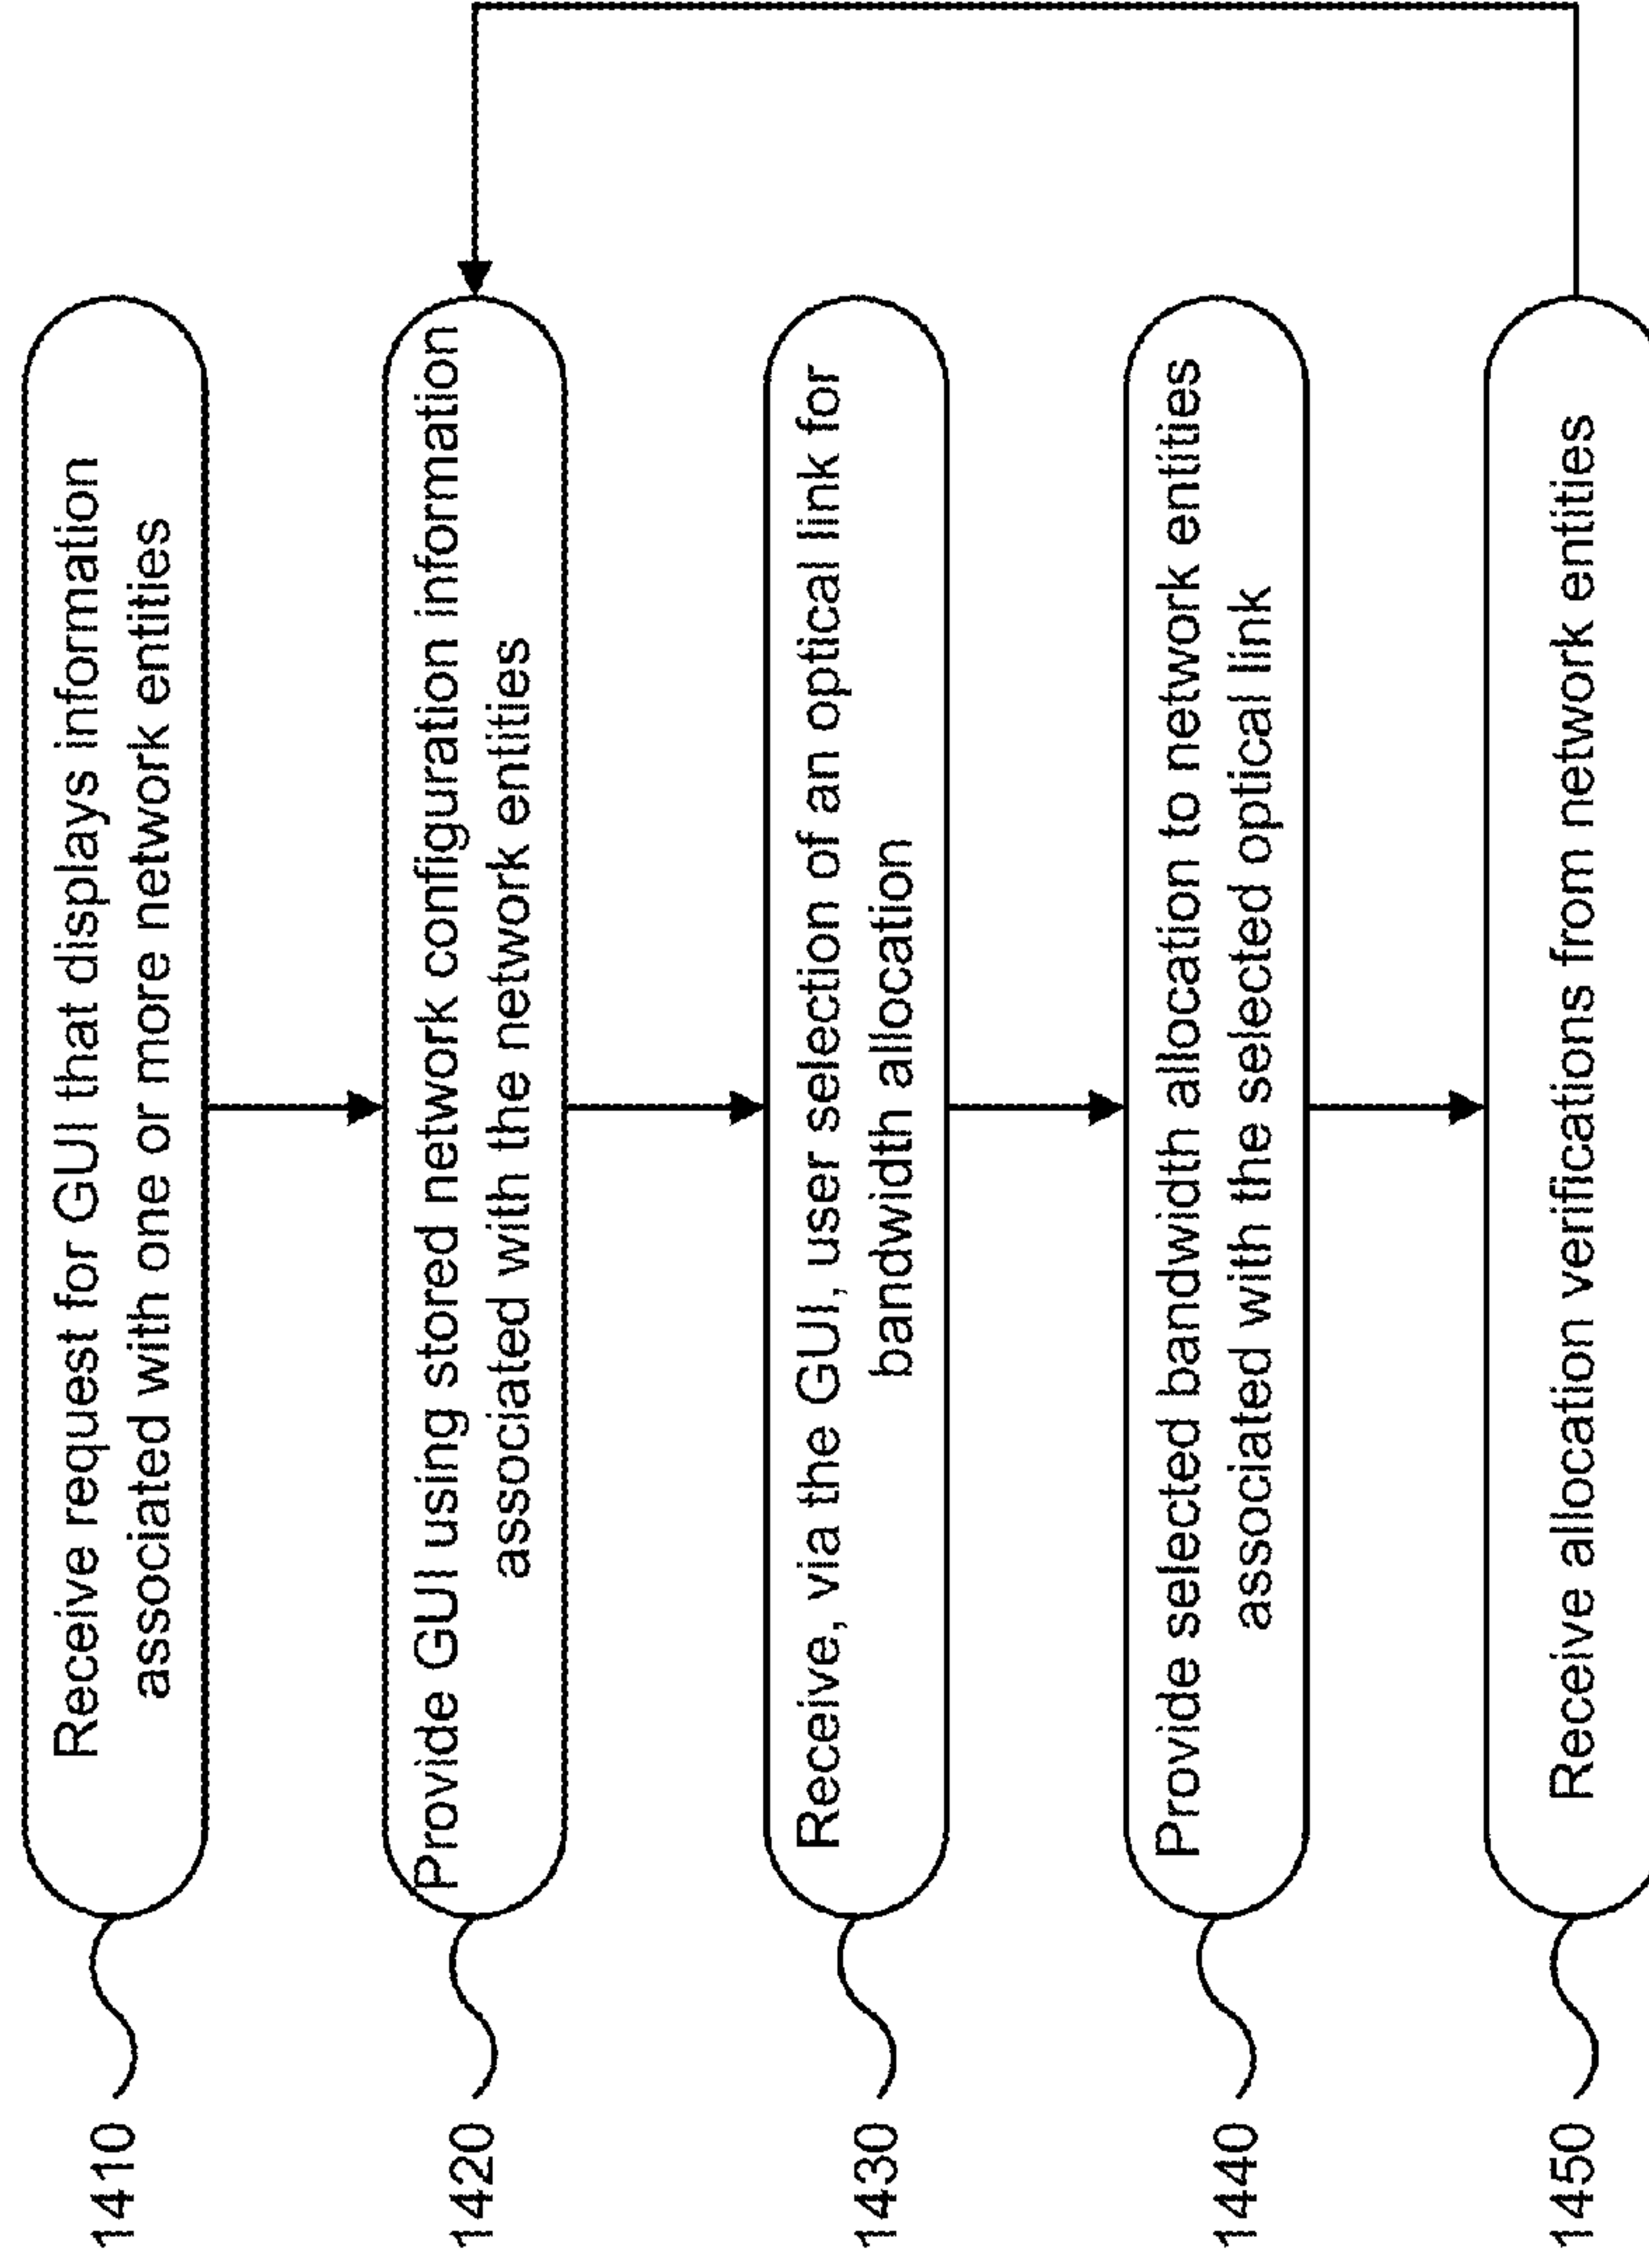 1410
Receive request for GUI that displays information
associated with one or more network entities
1420
Provide GUI using stored network configuration information
associated with the network entities
1430
Receive, via the GUI, user selection of an optical link for
bandwidth allocation
1440
Provide selected bandwidth allocation to network entities
associated with the selected optical link
1450
Receive allocation verifications from network entities